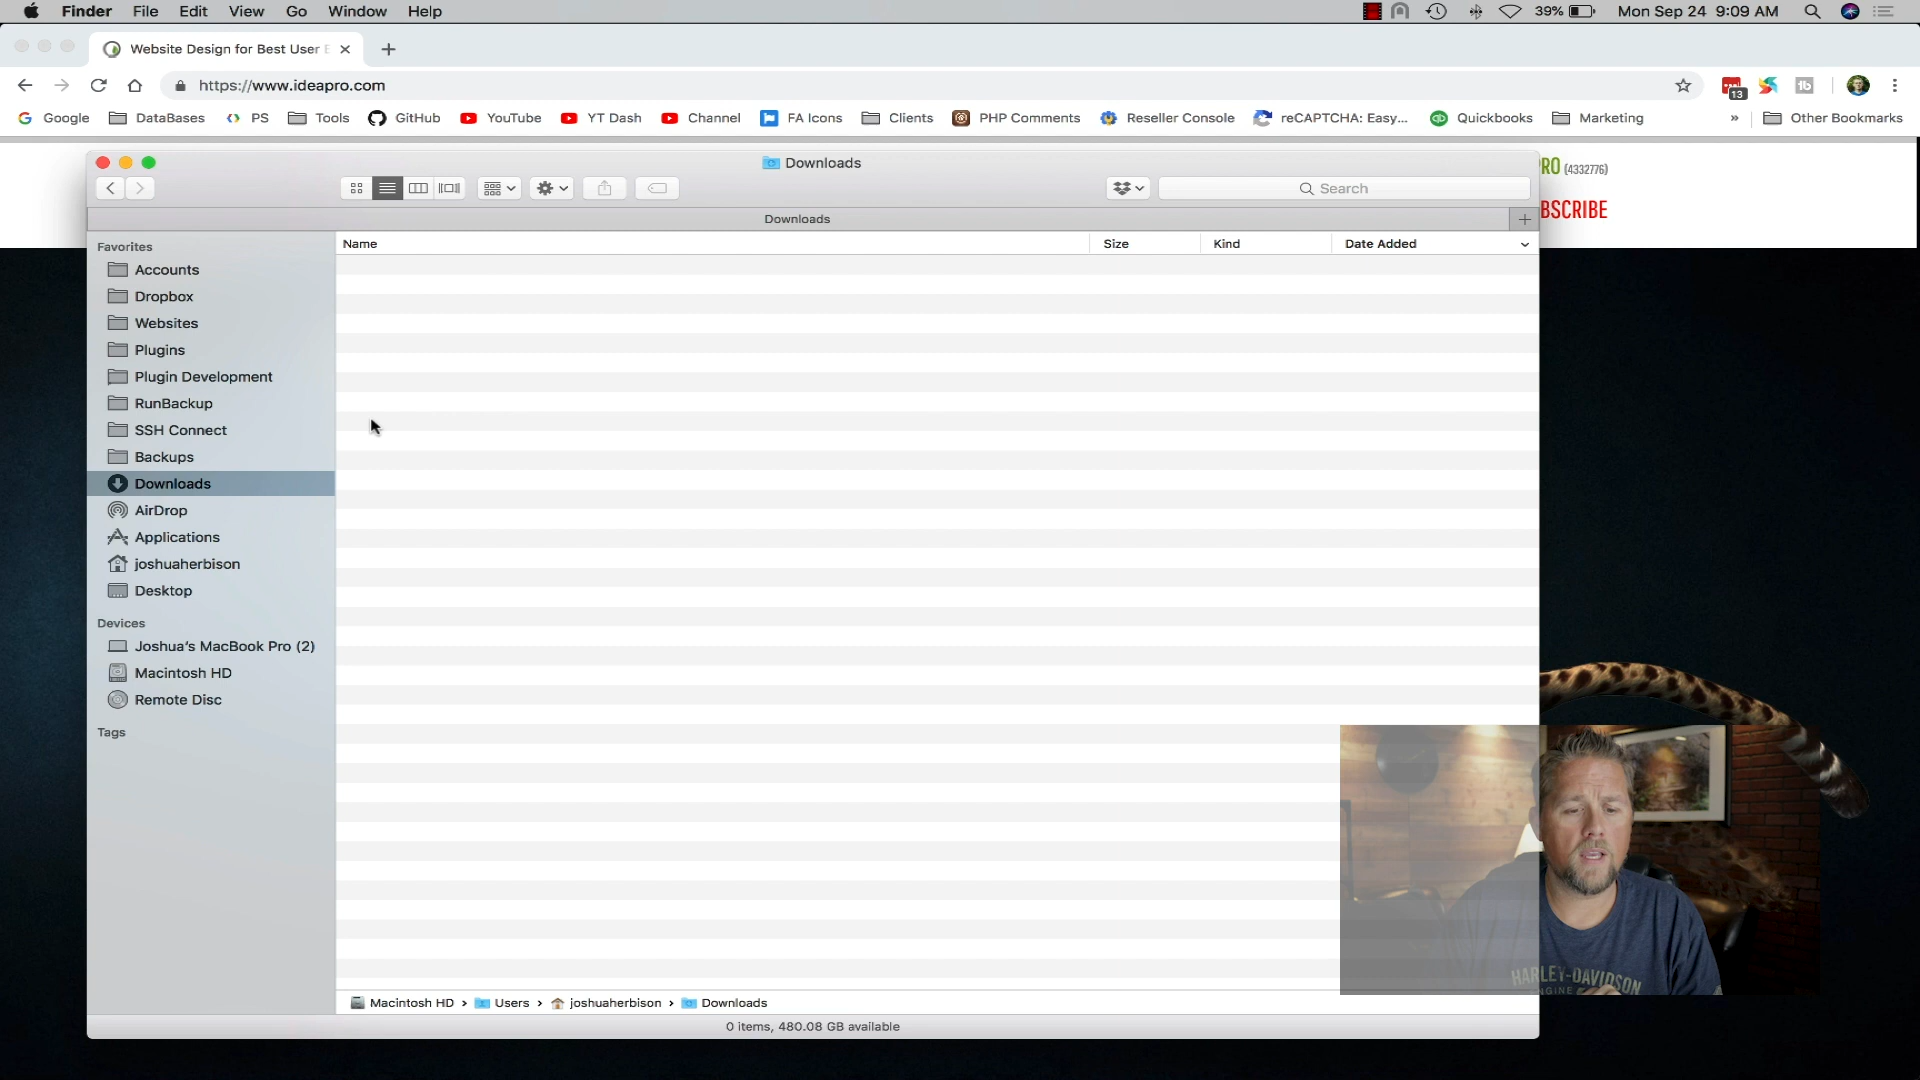 Finder File Edit View Go Window Help 39% Mon Sep 24 9:09 AM
Website Design for Best User E
https://www.ideapro.com 13
Google DataBases PS Tools GitHub YouTube YT Dash Channel FA Icons Clients PHP Comments Reseller Constructor Console reCAPTCHA: Easy... Quickbooks Marketing » Other Bookmarks
Downloads
PRO (4332776)
Search
BSCRIBE
Downloads
Name Size Kind Date Added
Favorites
Accounts
Dropbox
Websites
Plugins
Plugin Development
RunBackup
SSH Connect
Backups
Downloads
AirDrop
Applications
joshuaherbison
Desktop
Devices
Joshua's MacBook Pro (2)
Macintosh HD
Remote Disc
Tags
HARLEY-DAVIDSON
ENGINE
Macintosh HD › Users › joshuaherbison › Downloads
0 items, 480.08 GB available